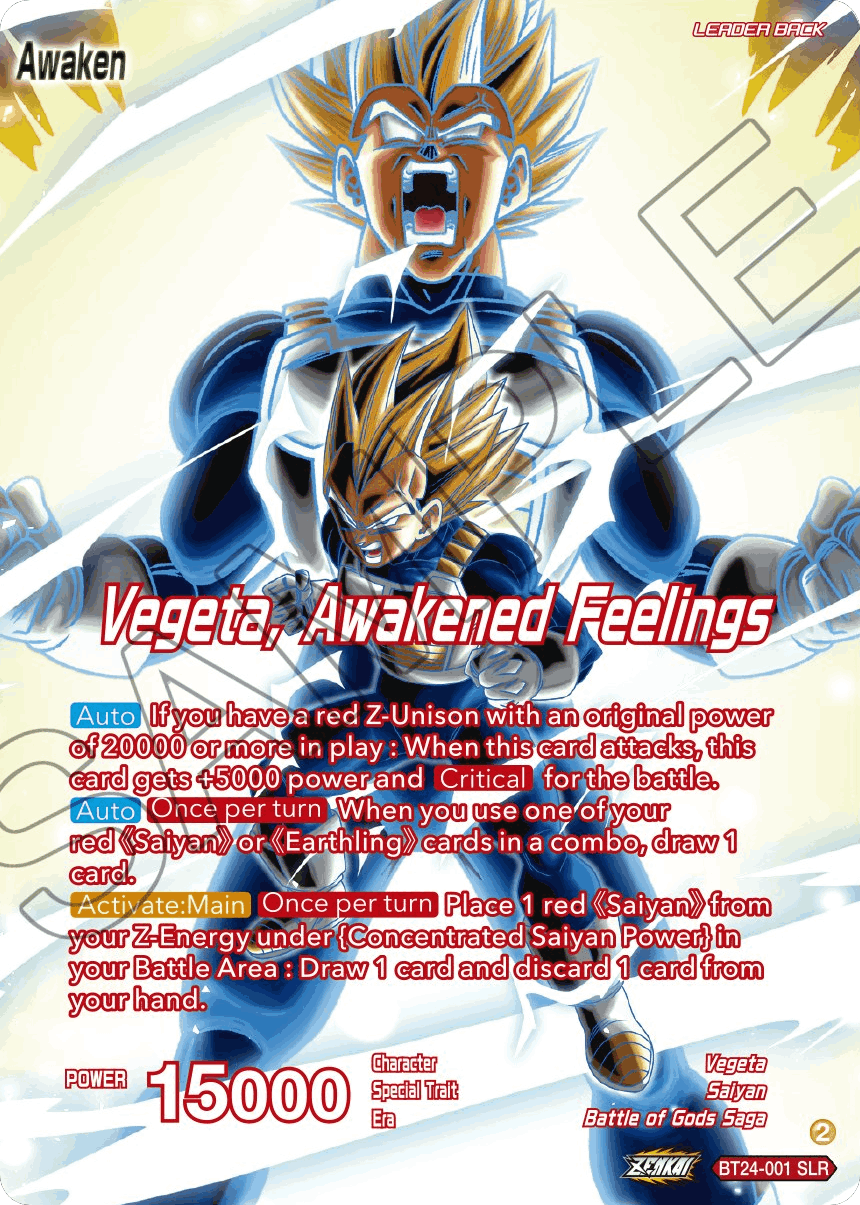 LEADER BACK
Awaken
SAMPLE
Vegeta, Awakened Feelings
Auto If you have a red Z-Unison with an original power
of 20000 or more in play : When this card attacks, this
card gets +5000 power and Critical for the battle.
Auto Once per turn When you use one of your
red《Saiyan》or《Earthling》cards in a combo, draw 1
card.
Activate:Main Once per turn Place 1 red《Saiyan》from
your Z-Energy under {Concentrated Saiyan Power} in
your Battle Area : Draw 1 card and discard 1 card from
your hand.
POWER 15000
Character Vegeta
Special Trait Saiyan
Era Battle of Gods Saga
2
ZENKAI BT24-001 SLR